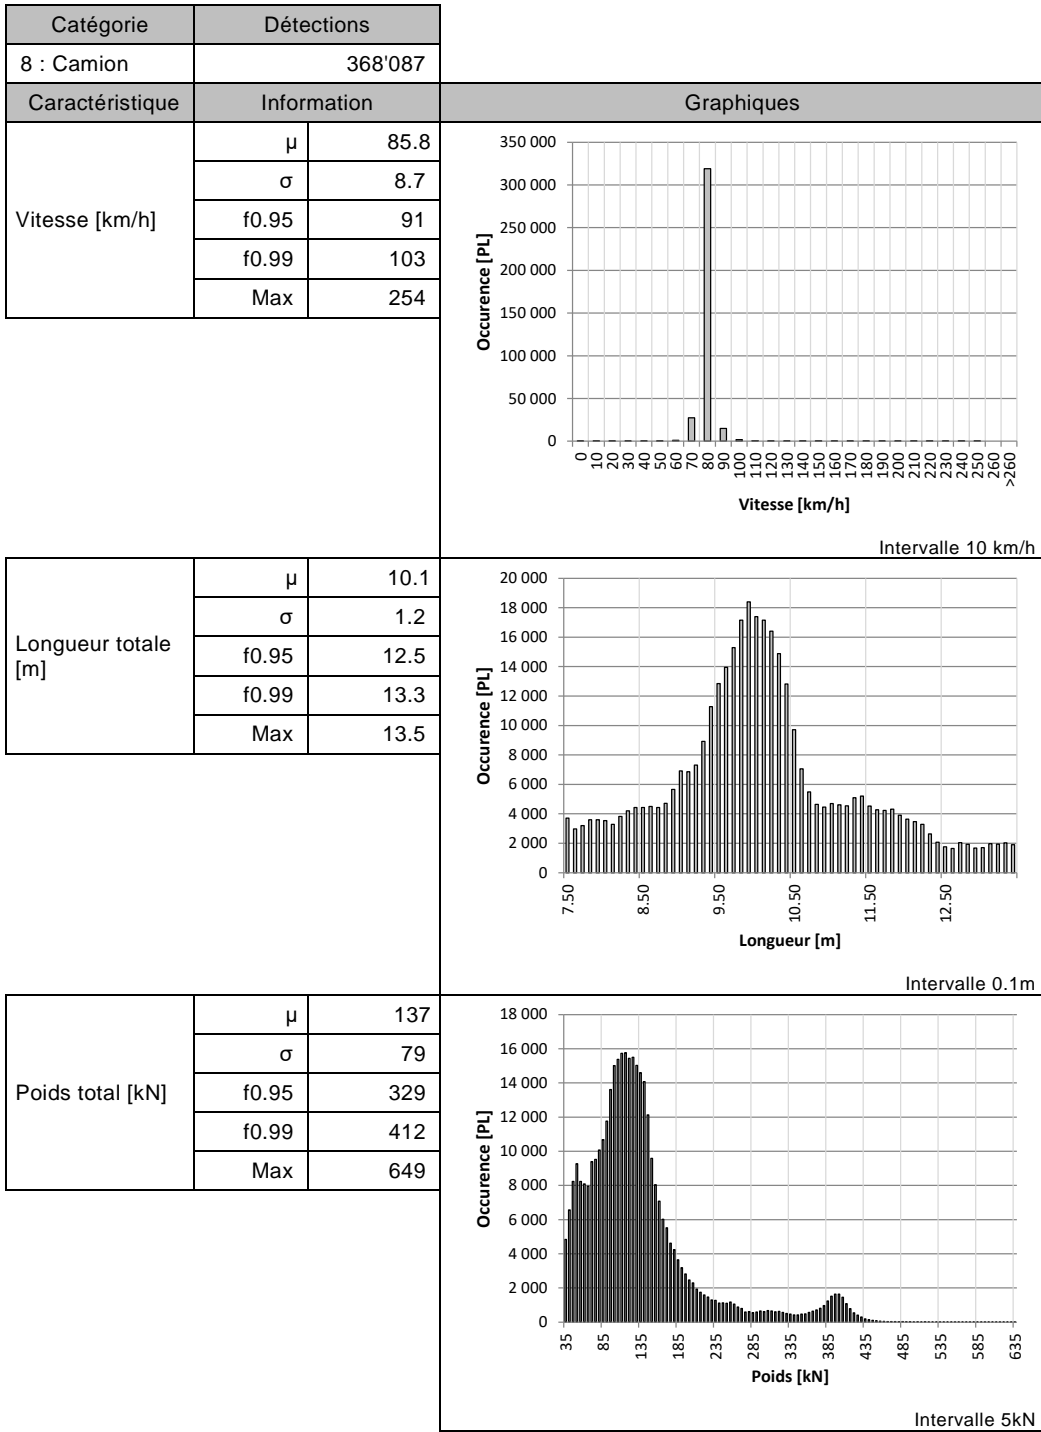 Catégorie Détections
8 : Camion 368'087
Caractéristique Information Graphiques
Vitesse [km/h]
μ 85.8
σ 8.7
f0.95 91
f0.99 103
Max 254
350 000
300 000
250 000
200 000
150 000
100 000
50 000
0
Occurence [PL]
0 10 20 30 40 50 60 70 80 90 100 110 120 130 140 150 160 170 180 190 200 210 220 230 240 250 260 >260
Vitesse [km/h]
Intervalle 10 km/h
Longueur totale
[m]
μ 10.1
σ 1.2
f0.95 12.5
f0.99 13.3
Max 13.5
20 000
18 000
16 000
14 000
12 000
10 000
8 000
6 000
4 000
2 000
0
Occurence [PL]
7.50 8.50 9.50 10.50 11.50 12.50
Longueur [m]
Intervalle 0.1m
Poids total [kN]
μ 137
σ 79
f0.95 329
f0.99 412
Max 649
18 000
16 000
14 000
12 000
10 000
8 000
6 000
4 000
2 000
0
Occurence [PL]
35 85 135 185 235 285 335 385 435 485 535 585 635
Poids [kN]
Intervalle 5kN